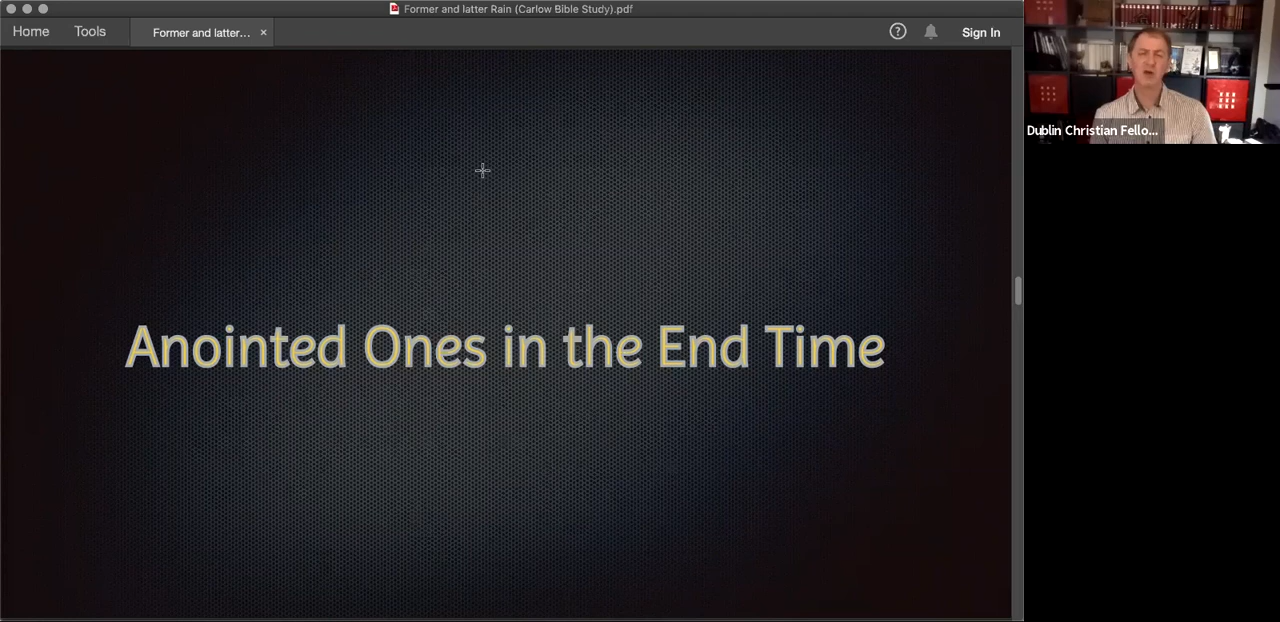 Former and latter Rain (Carlow Bible Study).pdf
Home Tools Former and latter... × ? Sign In
Anointed Ones in the End Time
Dublin Christian Fello...